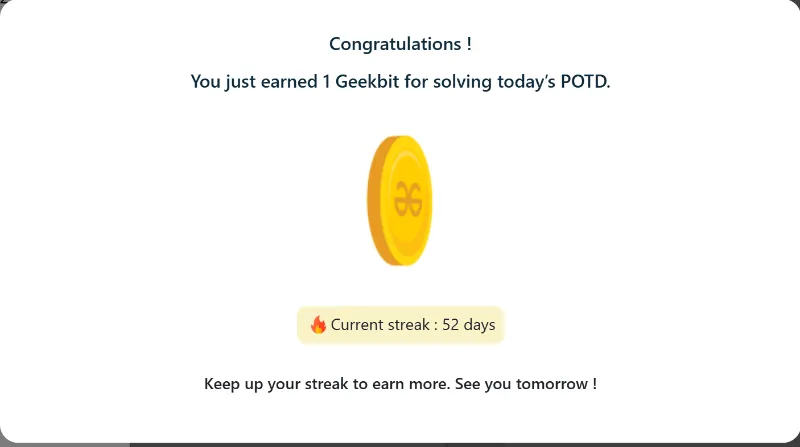 Congratulations !
You just earned 1 Geekbit for solving today's POTD.
Current streak : 52 days
Keep up your streak to earn more. See you tomorrow !